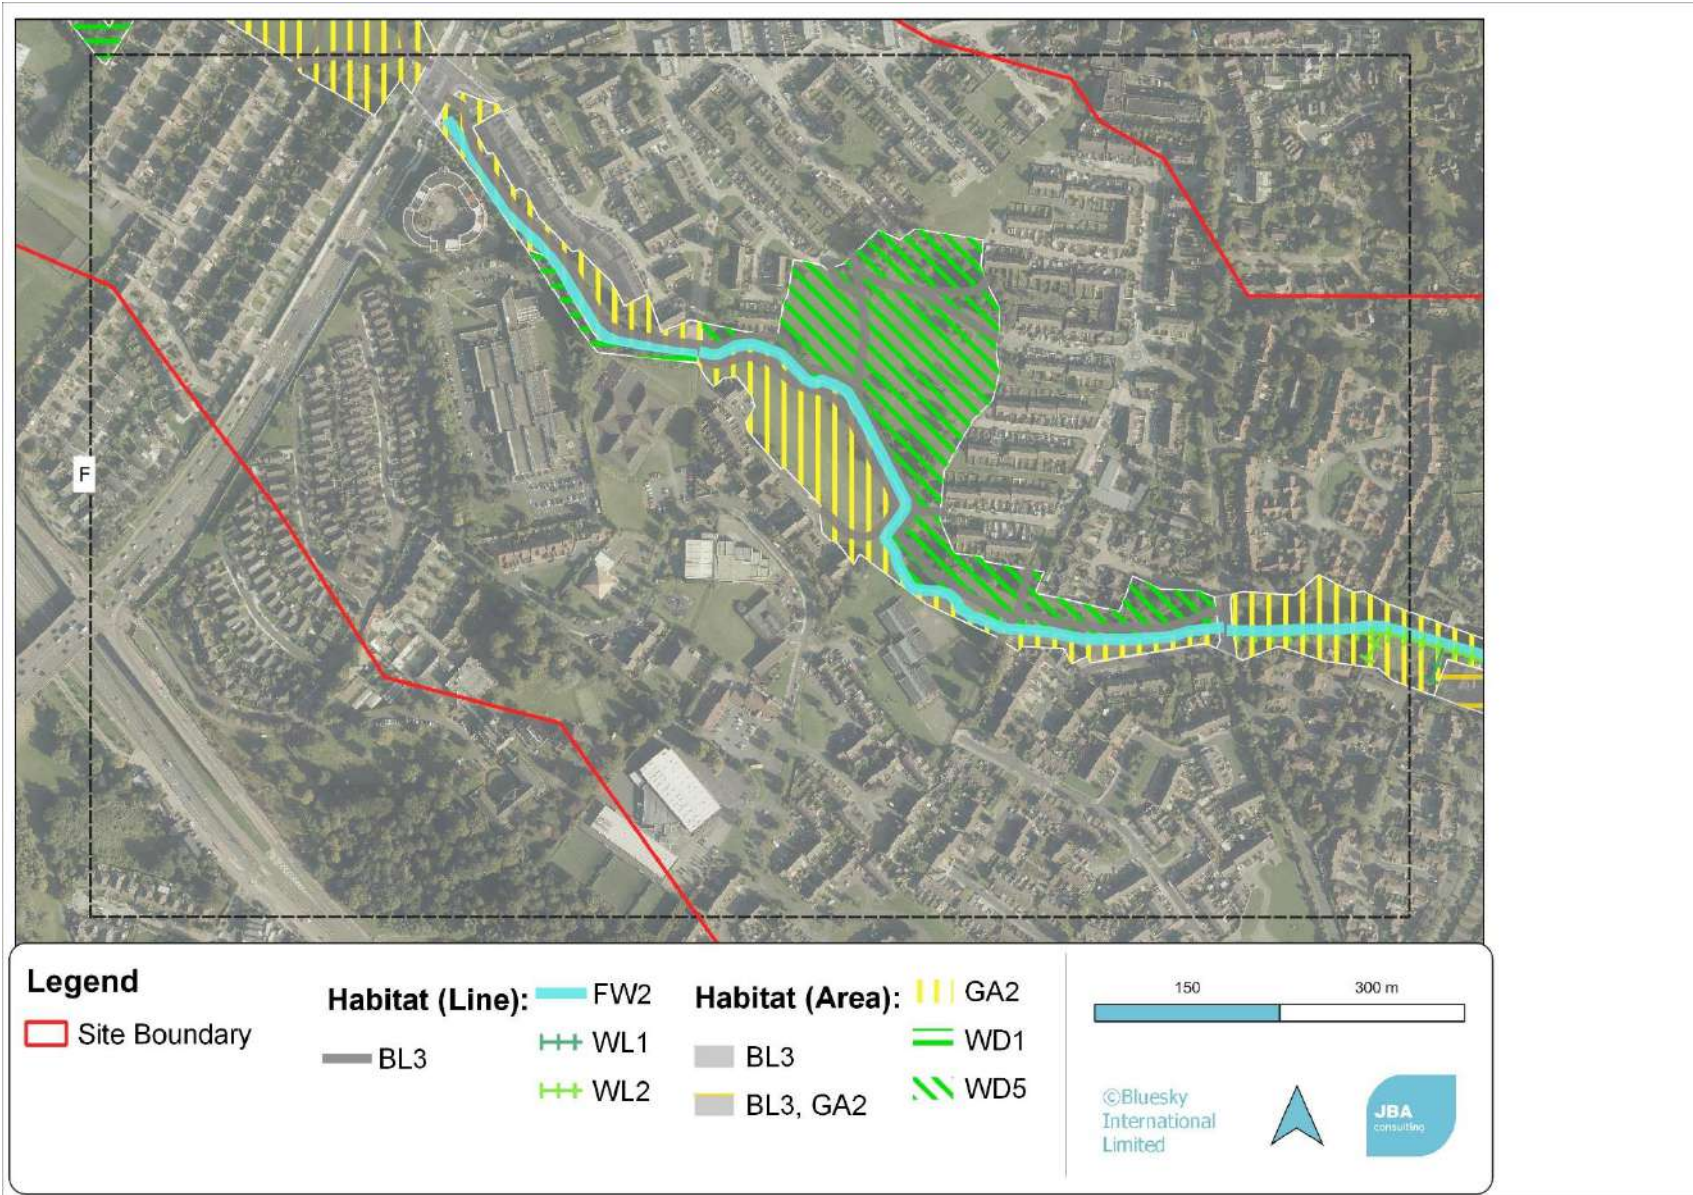 F
Legend
Site Boundary
Habitat (Line):
BL3
FW2
WL1
WL2
Habitat (Area):
BL3
BL3, GA2
GA2
WD1
WD5
150 300 m
©Bluesky
International
Limited
JBA
consulting